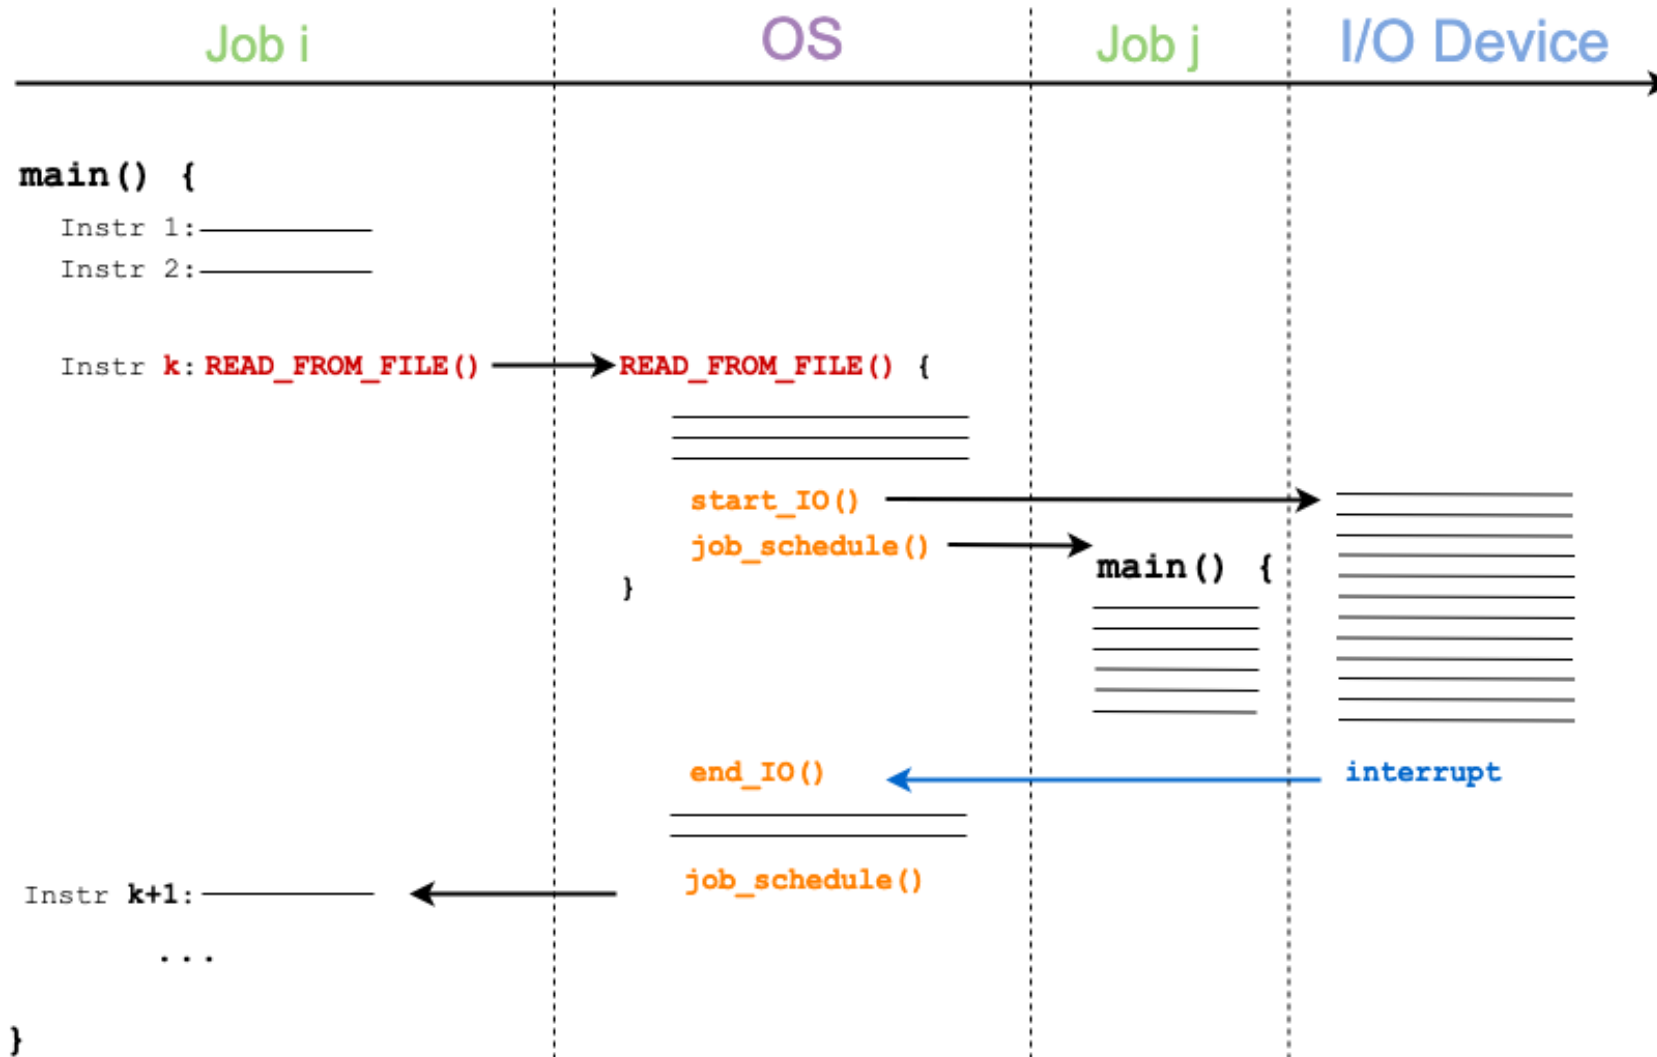 Job i OS Job j I/O Device
main() {
Instr 1:
Instr 2:
Instr k: READ_FROM_FILE() READ_FROM_FILE() {
start_IO()
job_schedule()
main() {
}
end_IO() interrupt
job_schedule()
Instr k+1:
...
}